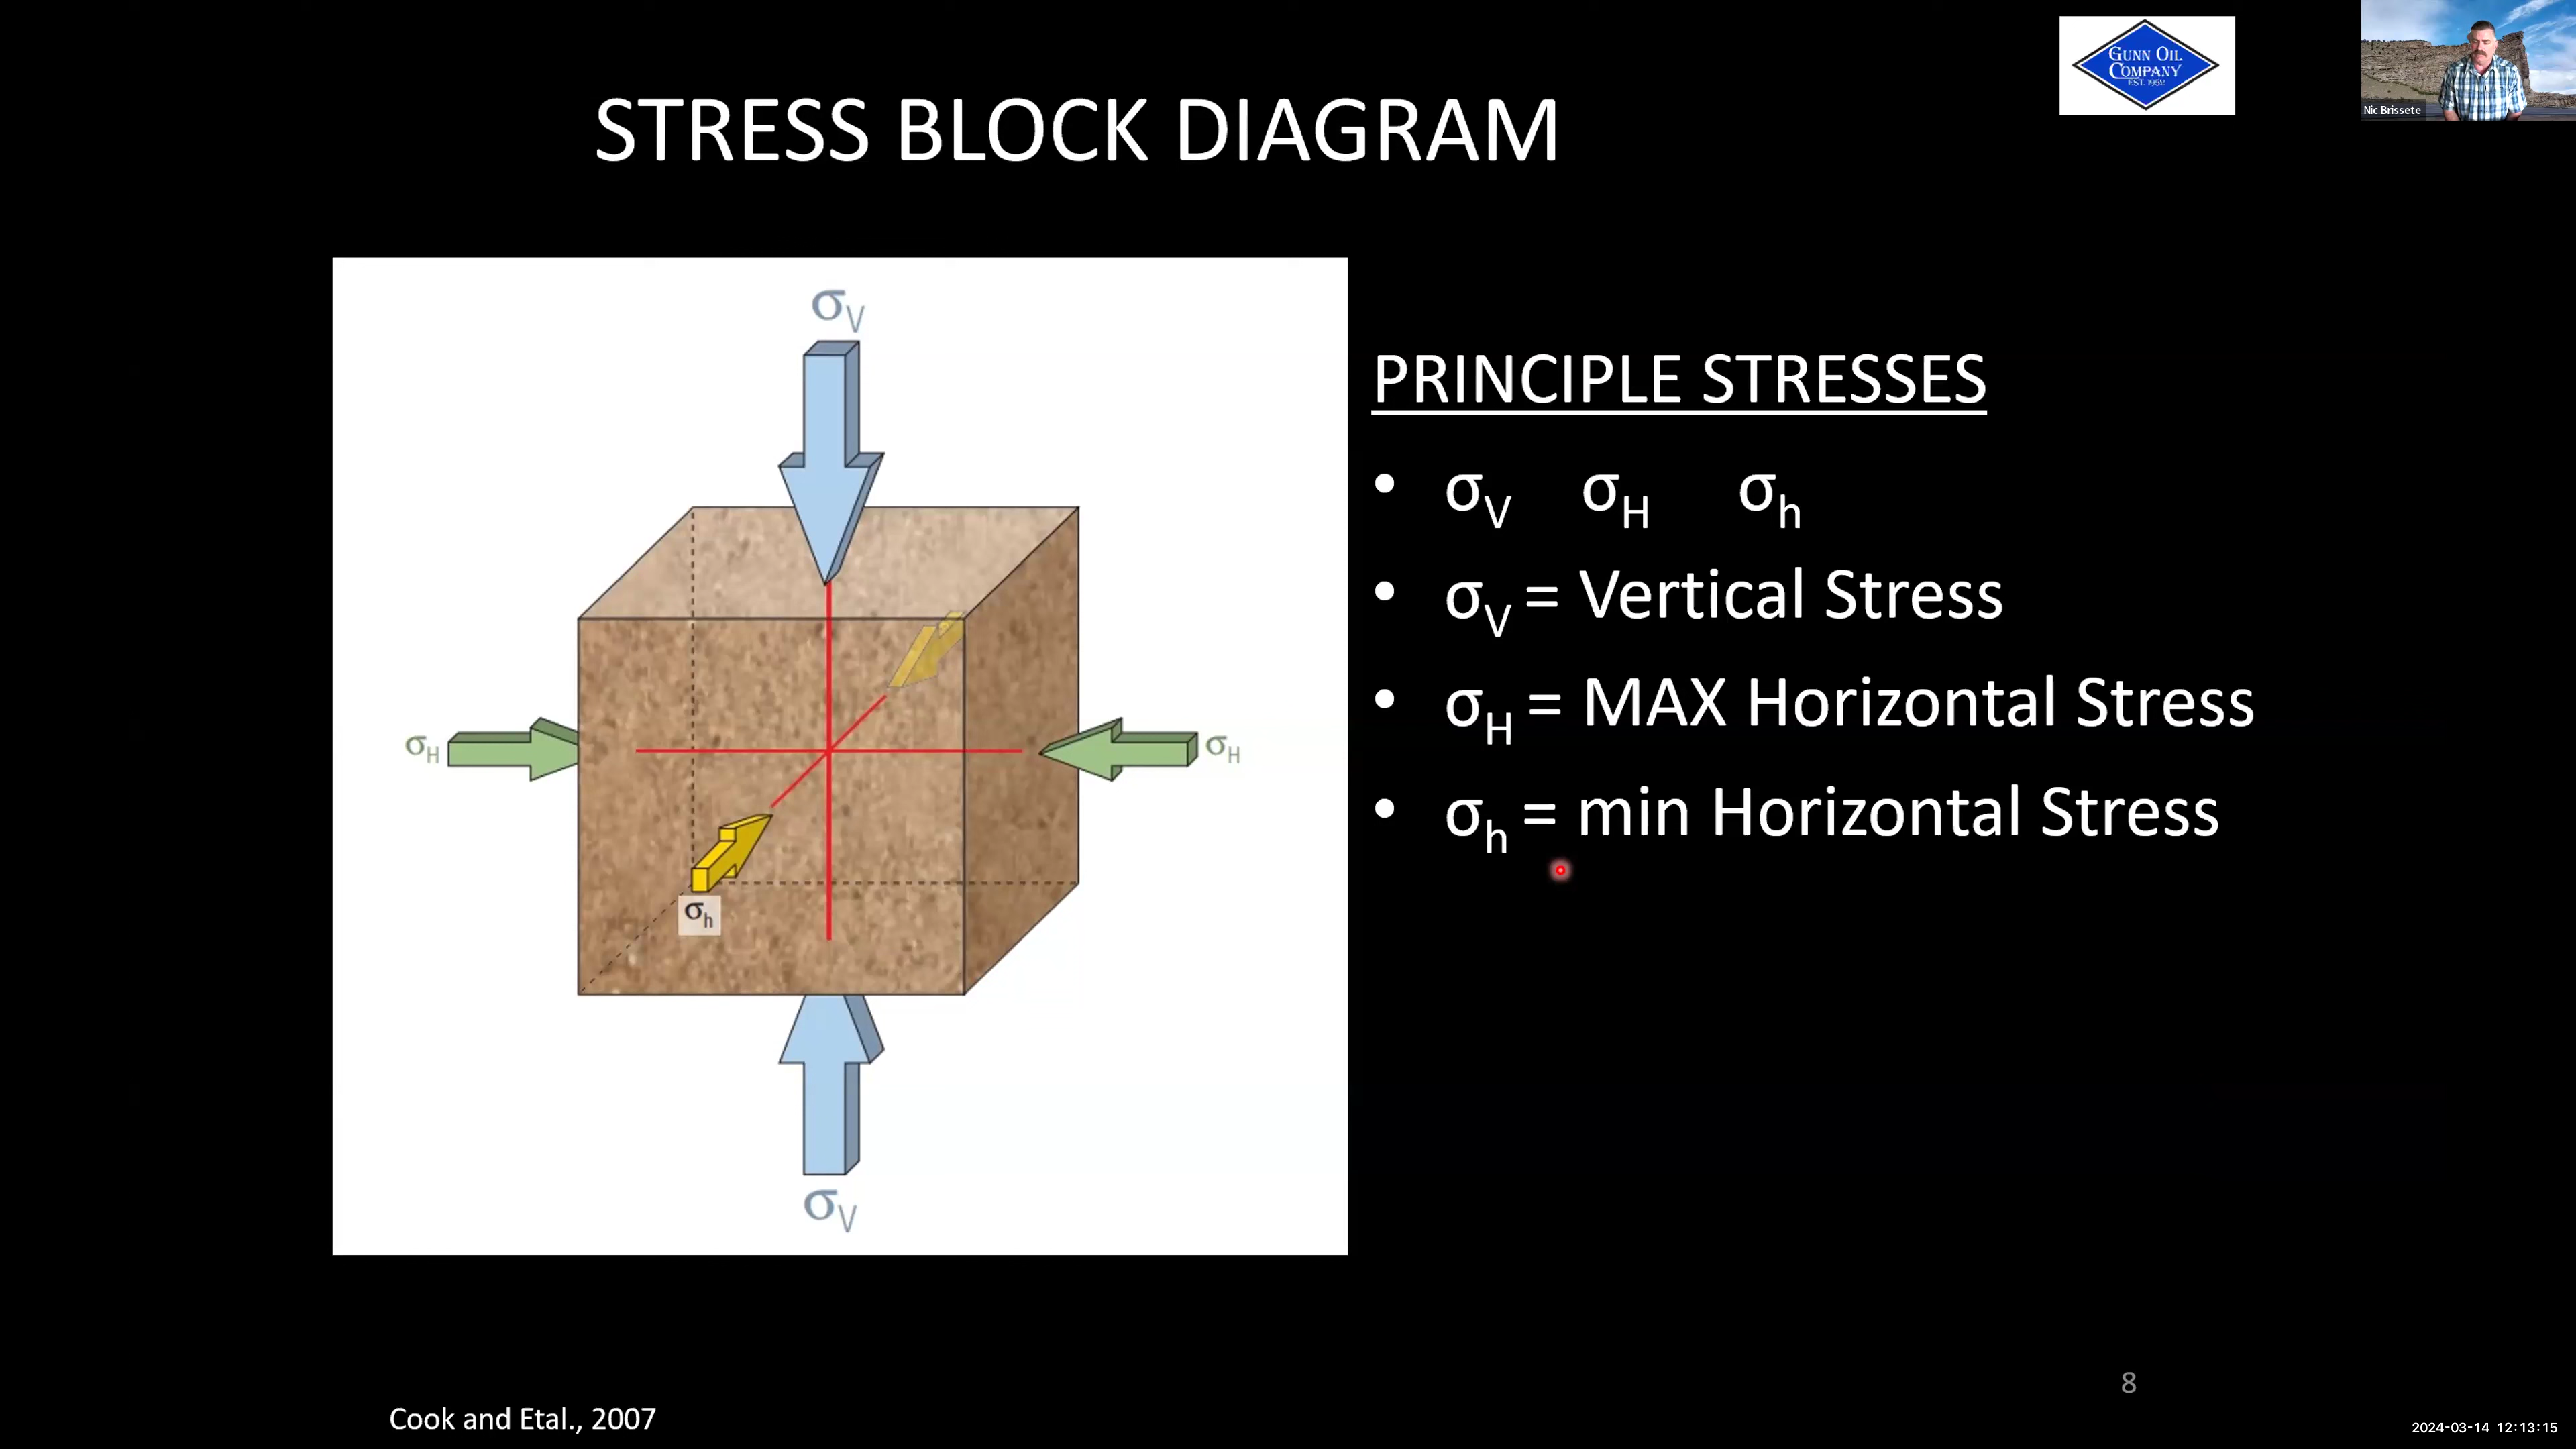 GUNN OIL
COMPANY
EST. 1952
Nic Brissete
STRESS BLOCK DIAGRAM
σV
σH
σH
σh
σV
PRINCIPLE STRESSES
• σV σH σh
• σV = Vertical Stress
• σH = MAX Horizontal Stress
• σh = min Horizontal Stress
8
Cook and Etal., 2007
2024-03-14 12:13:15